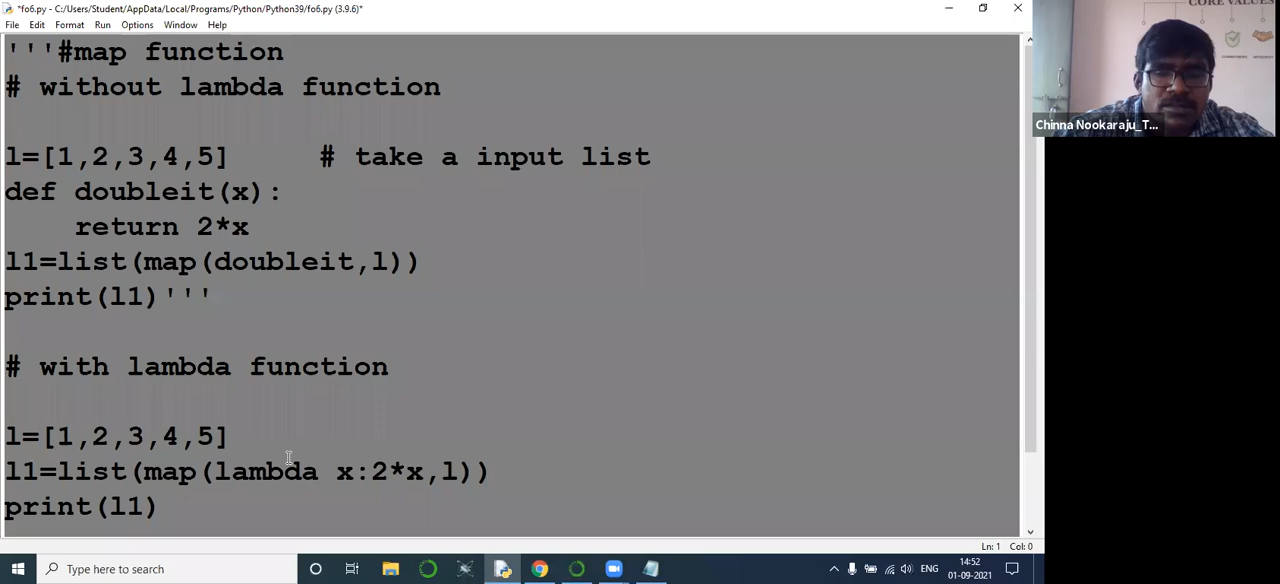 *fo6.py - C:/Users/Student/AppData/Local/Programs/Python/Python39/fo6.py (3.9.6)*
File Edit Format Run Options Window Help
'''#map function
# without lambda function
l=[1,2,3,4,5] # take a input list
def doubleit(x):
return 2*x
l1=list(map(doubleit,l))
print(l1)'''
# with lambda function
l=[1,2,3,4,5]
l1=list(map(lambda x:2*x,l))
print(l1)
Ln: 1 Col: 0
CORE VALUES
Chinna Nookaraju_T...
Type here to search
ENG
14:52
01-09-2021